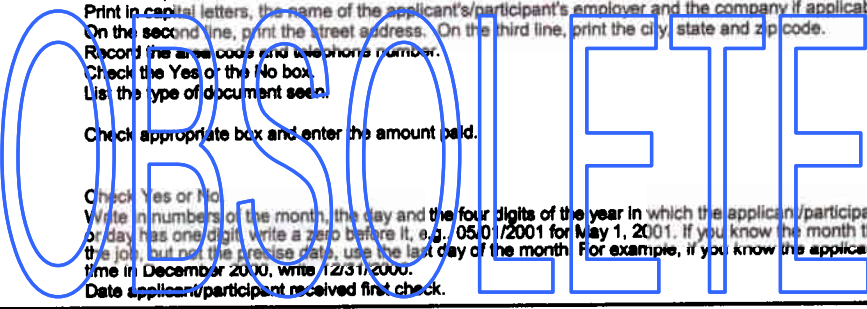 Print in capital letters, the name of the applicant's/participant's employer and the company if
On the second line, print the street address. On the third line, print the city, state and zip code.
Record the area code and telephone number.
Check the Yes or the No box.
List the type of document seen.
Check appropriate box and enter the amount paid.
Check Yes or No
Write in numbers of the month, the day and the four digits of the year in which the
or day has one digit, write a zero before it, e.g., 05/01/2001 for May 1, 2001. If you know the month
the job, but not the precise date, use the last day of the month. For example, if you know the
time in December 2000, write 12/31/2000.
Date applicant/participant received first check.
OBSOLETE